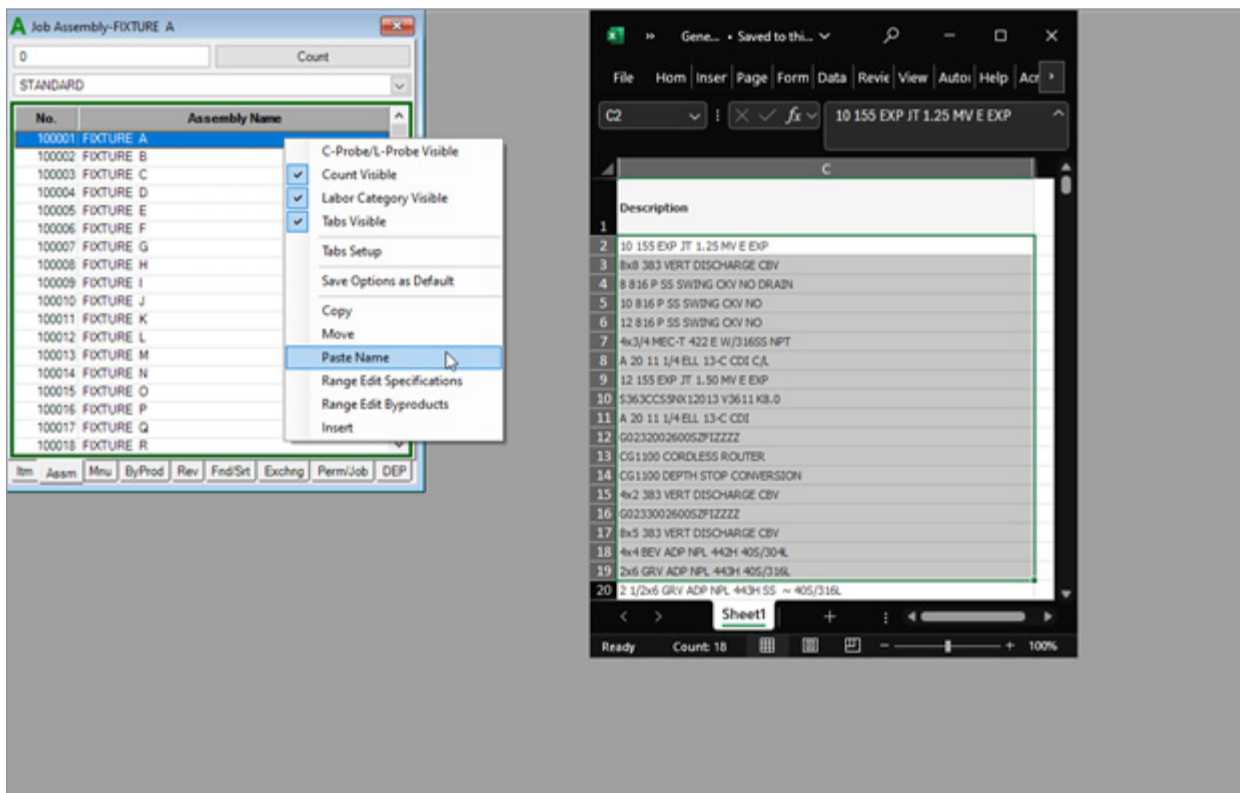 Job Assembly-FIXTURE A
0
Count
STANDARD
No. Assembly Name
100001 FIXTURE A
100002 FIXTURE B
100003 FIXTURE C
100004 FIXTURE D
100005 FIXTURE E
100006 FIXTURE F
100007 FIXTURE G
100008 FIXTURE H
100009 FIXTURE I
100010 FIXTURE J
100011 FIXTURE K
100012 FIXTURE L
100013 FIXTURE M
100014 FIXTURE N
100015 FIXTURE O
100016 FIXTURE P
100017 FIXTURE Q
100018 FIXTURE R
Itm Assm Mnu ByProd Rev Fnd/Srt Exchng Perm/Job DEP
C-Probe/L-Probe Visible
Count Visible
Labor Category Visible
Tabs Visible
Tabs Setup
Save Options as Default
Copy
Move
Paste Name
Range Edit Specifications
Range Edit Byproducts
Insert
Gene... • Saved to thi...
File Hom Inser Page Form Data Revie View Autor Help Acr
C2 fx 10 155 EXP JT 1.25 MV E EXP
C
1 Description
2 10 155 EXP JT 1.25 MV E EXP
3 8x8 383 VERT DISCHARGE CBV
4 8 816 P SS SWING CKV NO DRAIN
5 10 816 P SS SWING CKV NO
6 12 816 P SS SWING CKV NO
7 4x3/4 MEC-T 422 E W/316SS NPT
8 A 20 11 1/4 ELL 13-C CDI C/L
9 12 155 EXP JT 1.50 MV E EXP
10 S363CCS5NX12013 V3611 K8.0
11 A 20 11 1/4 ELL 13-C CDI
12 G0232002600SZFIZZZZ
13 CG1100 CORDLESS ROUTER
14 CG1100 DEPTH STOP CONVERSION
15 4x2 383 VERT DISCHARGE CBV
16 G0233002600SZFIZZZZ
17 8x5 383 VERT DISCHARGE CBV
18 4x4 BEV ADP NPL 442H 40S/304L
19 2x6 GRV ADP NPL 443H 40S/316L
20 2 1/2x6 GRV ADP NPL 443H SS ~ 40S/316L
Sheet1
Ready Count: 18 100%